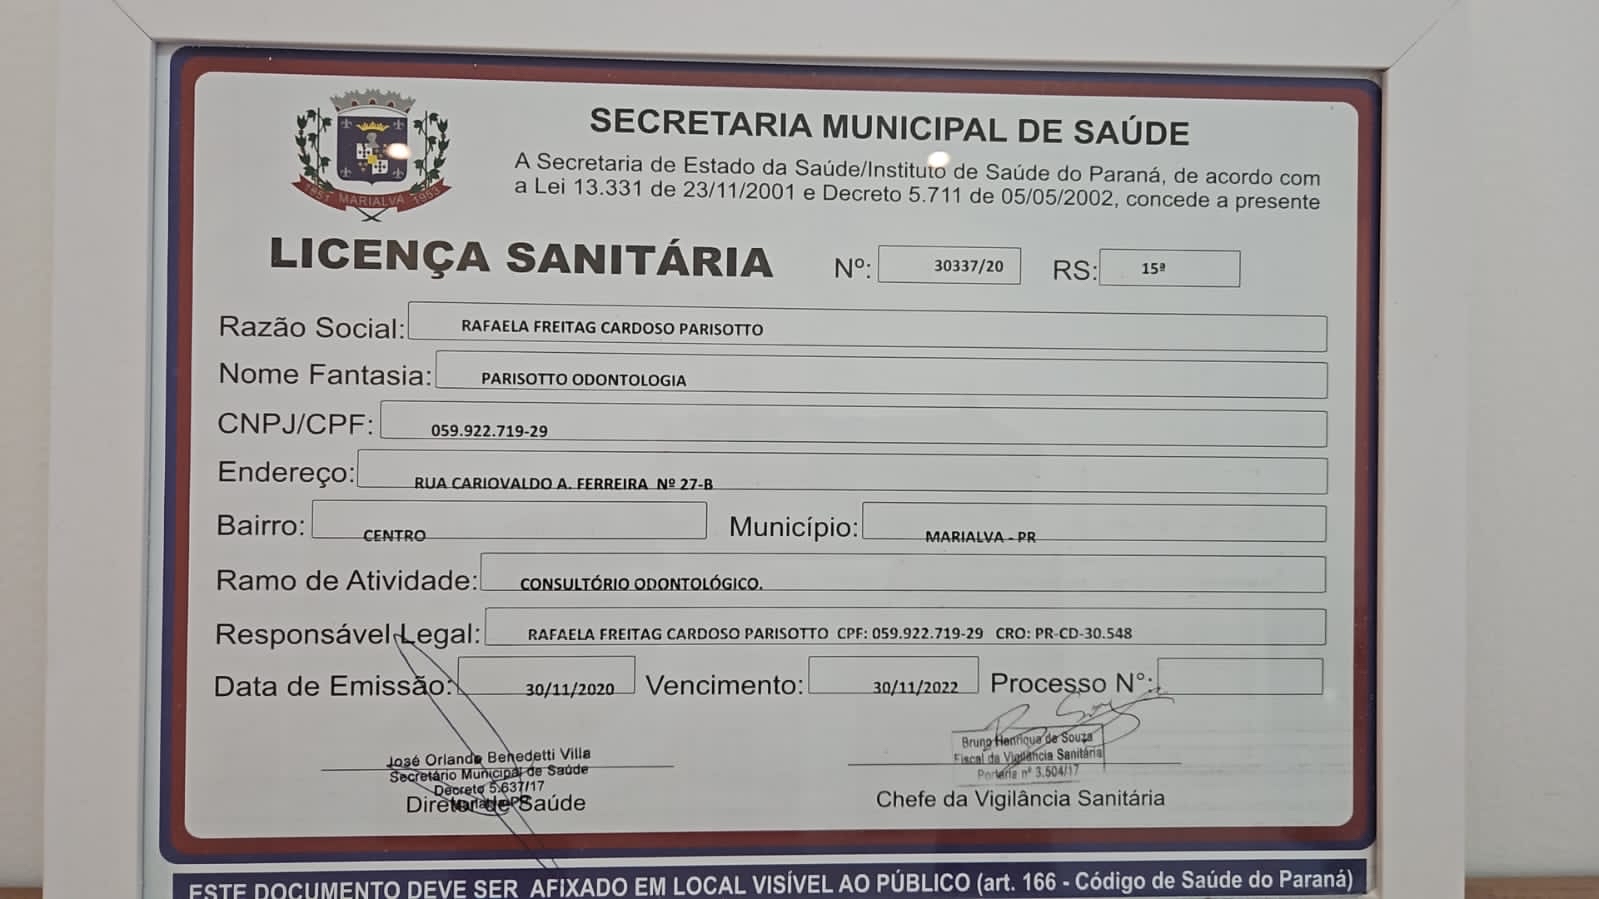 SECRETARIA MUNICIPAL DE SAÚDE
A Secretaria de Estado da Saúde/Instituto de Saúde do Paraná, de acordo com
a Lei 13.331 de 23/11/2001 e Decreto 5.711 de 05/05/2002, concede a presente
1951 MARIALVA 1953
LICENÇA SANITÁRIA Nº: 30337/20 RS: 15ª
Razão Social: RAFAELA FREITAG CARDOSO PARISOTTO
Nome Fantasia: PARISOTTO ODONTOLOGIA
CNPJ/CPF: 059.922.719-29
Endereço: RUA CARIOVALDO A. FERREIRA Nº 27-B
Bairro: CENTRO Município: MARIALVA - PR
Ramo de Atividade: CONSULTÓRIO ODONTOLÓGICO.
Responsável Legal: RAFAELA FREITAG CARDOSO PARISOTTO CPF: 059.922.719-29 CRO: PR-CD-30.548
Data de Emissão: 30/11/2020 Vencimento: 30/11/2022 Processo N°:
José Orlando Benedetti Villa
Secretário Municipal de Saúde
Decreto 5.637/17
Marialva-PR
Diretor de Saúde
Bruno Henrique de Souza
Fiscal da Vigilância Sanitária
Portaria nº 3.504/17
Chefe da Vigilância Sanitária
ESTE DOCUMENTO DEVE SER AFIXADO EM LOCAL VISÍVEL AO PÚBLICO (art. 166 - Código de Saúde do Paraná)